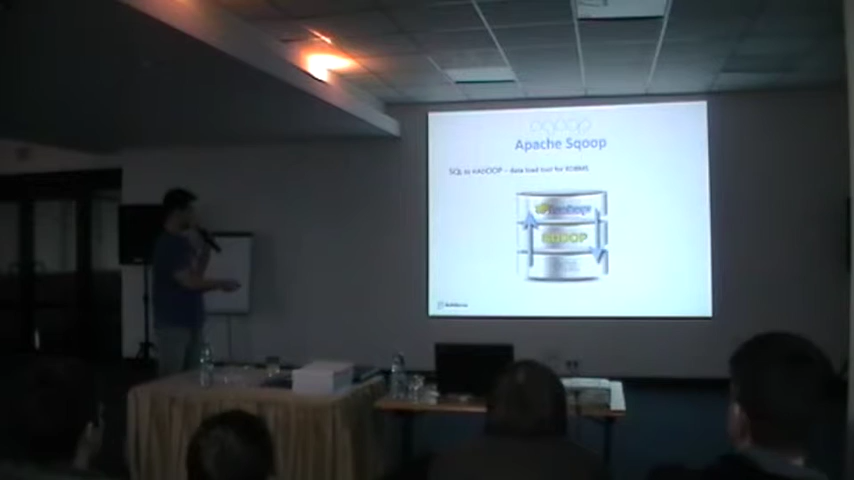 sqoop
Apache Sqoop
SQL to HADOOP - data load tool for RDBMS
hadoop
SQOOP